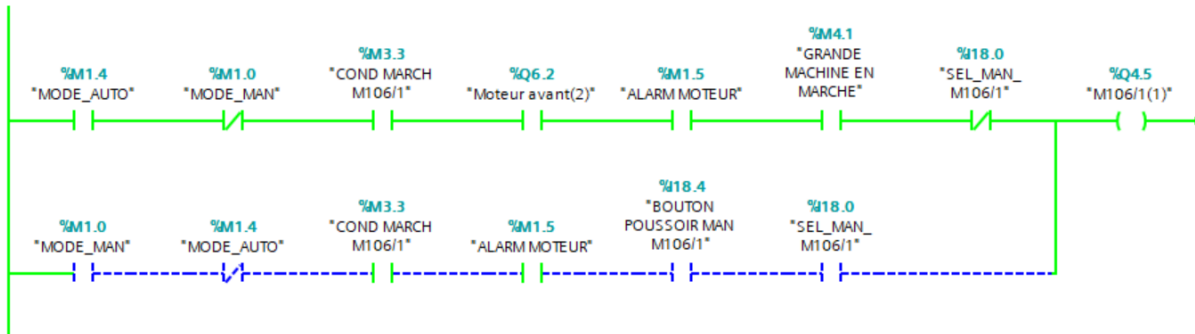 %M4.1
%M3.3 "GRANDE %I18.0
%M1.4 %M1.0 "COND MARCH %Q6.2 %M1.5 MACHINE EN "SEL_MAN_ %Q4.5
"MODE_AUTO" "MODE_MAN" M106/1" "Moteur avant(2)" "ALARM MOTEUR" MARCHE" M106/1" "M106/1(1)"
%I18.4
%M3.3 "BOUTON %I18.0
%M1.0 %M1.4 "COND MARCH %M1.5 POUSSOIR MAN "SEL_MAN_
"MODE_MAN" "MODE_AUTO" M106/1" "ALARM MOTEUR" M106/1" M106/1"